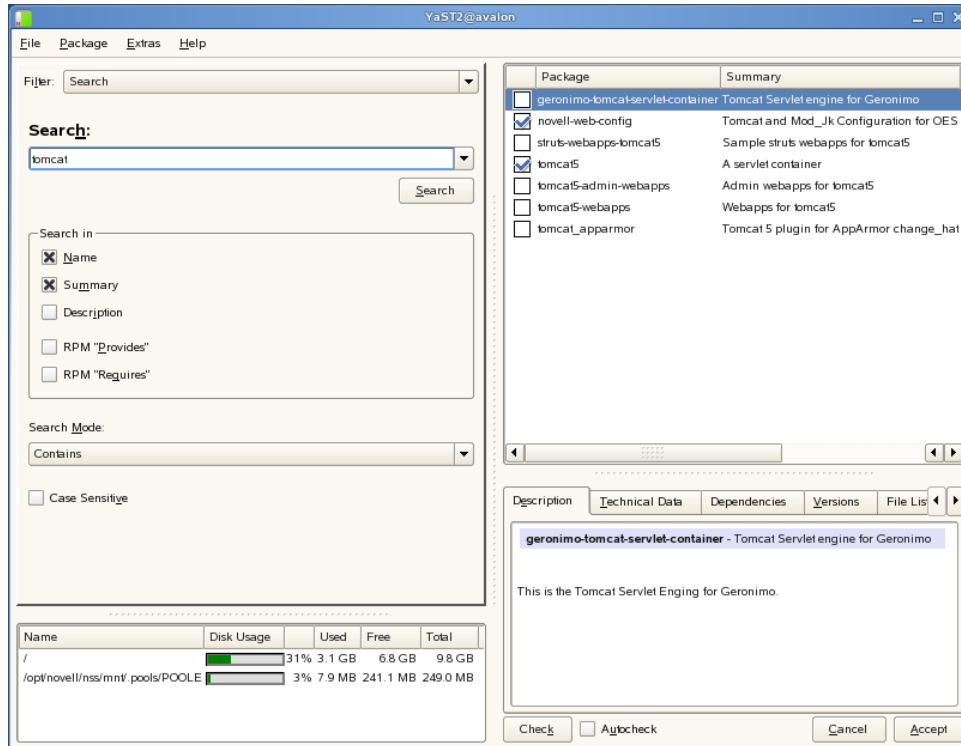 YaST2@avalon
File Package Extras Help
Filter: Search
Search:
tomcat
Search
Search in
Name
Summary
Description
RPM "Provides"
RPM "Requires"
Search Mode:
Contains
Case Sensitive
Name Disk Usage Used Free Total
/ 31% 3.1 GB 6.8 GB 9.8 GB
/opt/novell/nss/mnt/.pools/POOLE 3% 7.9 MB 241.1 MB 249.0 MB
Package Summary
geronimo-tomcat-servlet-container Tomcat Servlet engine for Geronimo
novell-web-config Tomcat and Mod_Jk Configuration for OES
struts-webapps-tomcat5 Sample struts webapps for tomcat5
tomcat5 A servlet container
tomcat5-admin-webapps Admin webapps for tomcat5
tomcat5-webapps Webapps for tomcat5
tomcat_apparmor Tomcat 5 plugin for AppArmor change_hat
Description Technical Data Dependencies Versions File Lis
geronimo-tomcat-servlet-container - Tomcat Servlet engine for Geronimo
This is the Tomcat Servlet Enging for Geronimo.
Check Autocheck Cancel Accept